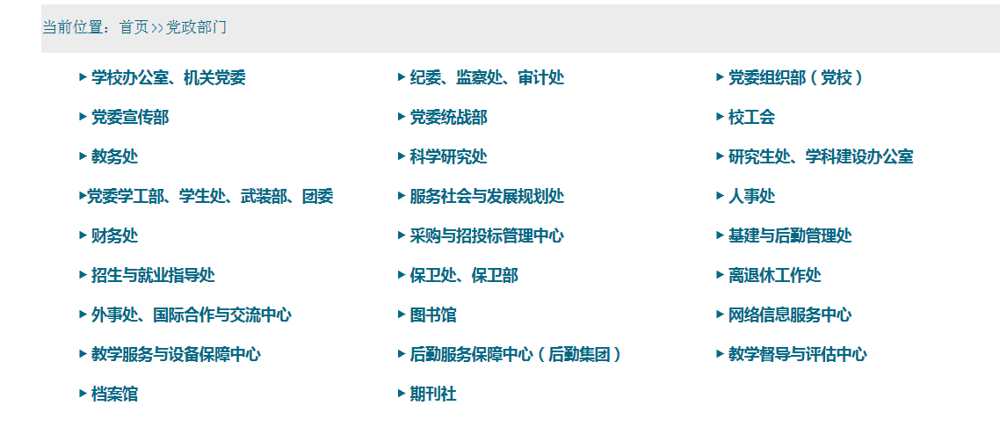 当前位置：首页>>党政部门
学校办公室、机关党委
纪委、监察处、审计处
党委组织部（党校）
党委宣传部
党委统战部
校工会
教务处
科学研究处
研究生处、学科建设办公室
党委学工部、学生处、武装部、团委
服务社会与发展规划处
人事处
财务处
采购与招投标管理中心
基建与后勤管理处
招生与就业指导处
保卫处、保卫部
离退休工作处
外事处、国际合作与交流中心
图书馆
网络信息服务中心
教学服务与设备保障中心
后勤服务保障中心（后勤集团）
教学督导与评估中心
档案馆
期刊社